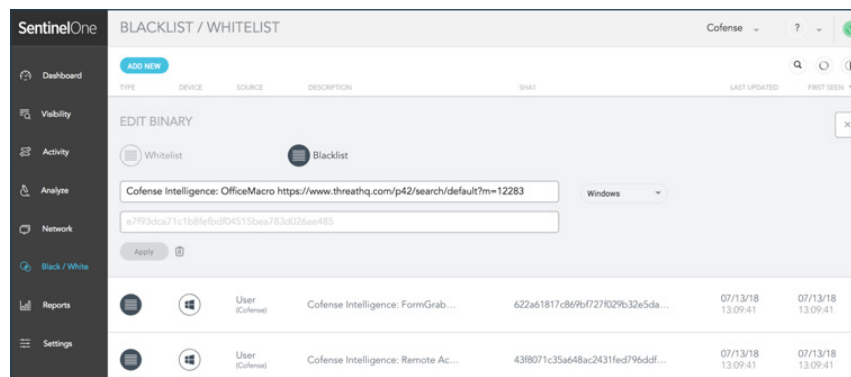 SentinelOne
BLACKLIST / WHITELIST
Cofense
?
Dashboard
Visibility
Activity
Analyze
Network
Black / White
Reports
Settings
ADD NEW
TYPE DEVICE SOURCE DESCRIPTION SHA1 LAST UPDATED FIRST SEEN
EDIT BINARY
Whitelist
Blacklist
Cofense Intelligence: OfficeMacro https://www.threathq.com/p42/search/default?m=12283
Windows
e7f93dca71c1b8fefbdf04515bea783d026ae485
Apply
User
(Cofense)
Cofense Intelligence: FormGrab...
622a61817c869bf727f029b32e5da...
07/13/18
13:09:41
07/13/18
13:09:41
User
(Cofense)
Cofense Intelligence: Remote Ac...
43f8071c35a648ac2431fed796ddf...
07/13/18
13:09:41
07/13/18
13:09:41